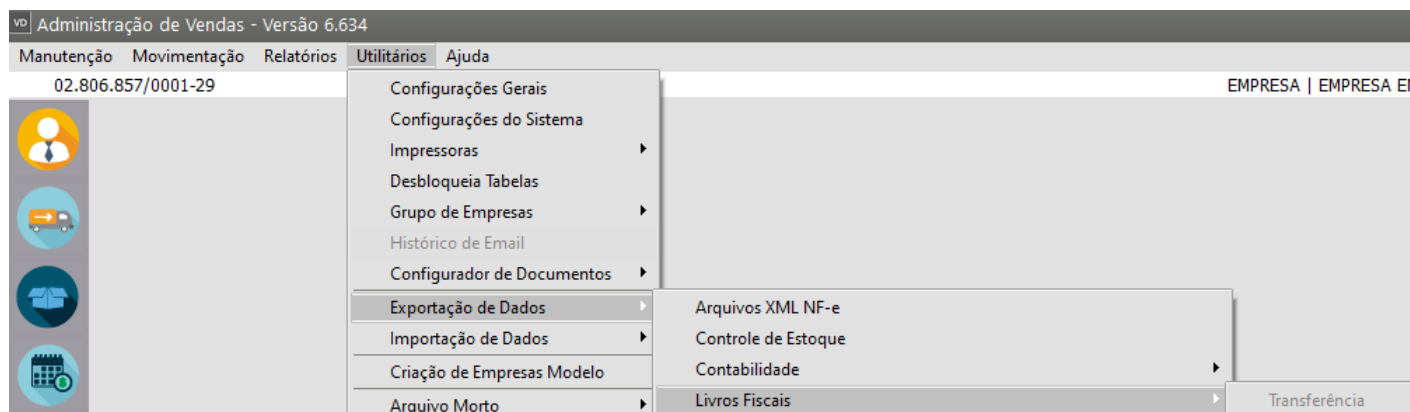 VD Administração de Vendas - Versão 6.634
Manutenção Movimentação Relatórios Utilitários Ajuda
02.806.857/0001-29
EMPRESA | EMPRESA
Configurações Gerais
Configurações do Sistema
Impressoras
Desbloqueia Tabelas
Grupo de Empresas
Histórico de Email
Configurador de Documentos
Exportação de Dados
Importação de Dados
Criação de Empresas Modelo
Arquivo Morto
Arquivos XML NF-e
Controle de Estoque
Contabilidade
Livros Fiscais
Transferência